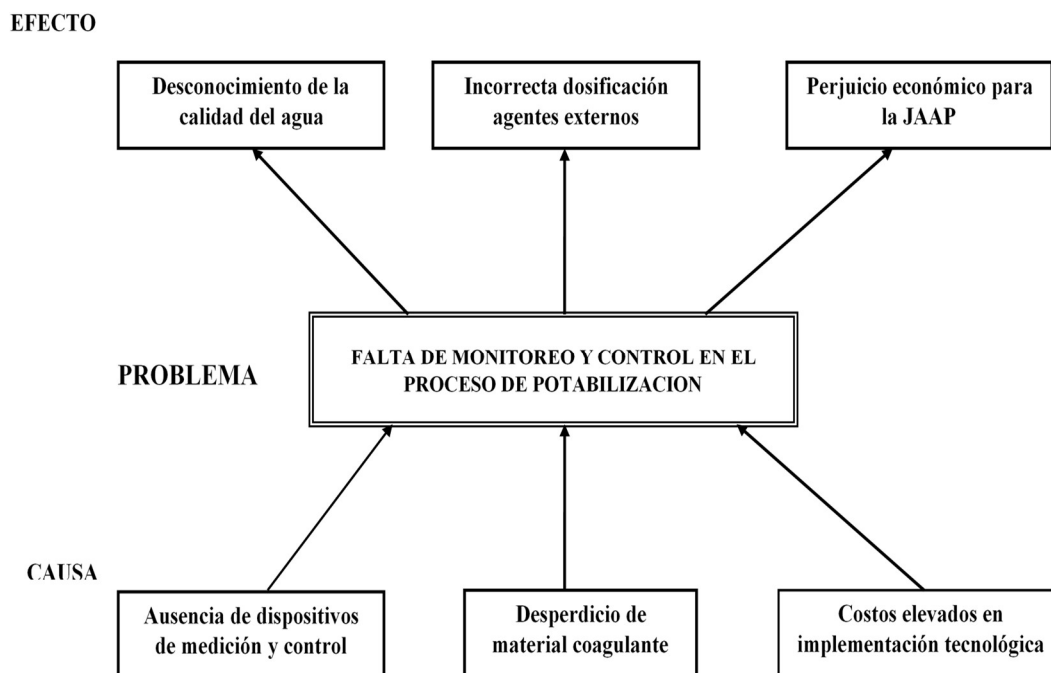 EFECTO
Desconocimiento de la
calidad del agua
Incorrecta dosificación
agentes externos
Perjuicio económico para
la JAAP
PROBLEMA
FALTA DE MONITOREO Y CONTROL EN EL
PROCESO DE POTABILIZACION
CAUSA
Ausencia de dispositivos
de medición y control
Desperdicio de
material coagulante
Costos elevados en
implementación tecnológica